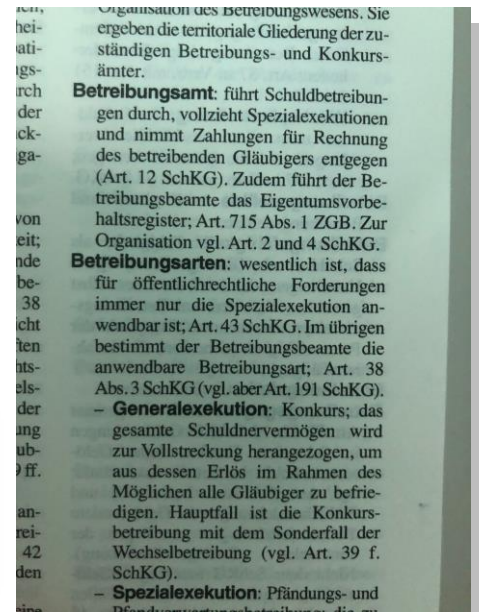 Organisation des Betreibungswesens. Sie
ergeben die territoriale Gliederung der zu-
ständigen Betreibungs- und Konkurs-
ämter.
Betreibungsamt: führt Schuldbetreibun-
gen durch, vollzieht Spezialexekutionen
und nimmt Zahlungen für Rechnung
des betreibenden Gläubigers entgegen
(Art. 12 SchKG). Zudem führt der Be-
treibungsbeamte das Eigentumsvorbe-
haltsregister; Art. 715 Abs. 1 ZGB. Zur
Organisation vgl. Art. 2 und 4 SchKG.
Betreibungsarten: wesentlich ist, dass
für öffentlichrechtliche Forderungen
immer nur die Spezialexekution an-
wendbar ist; Art. 43 SchKG. Im übrigen
bestimmt der Betreibungsbeamte die
anwendbare Betreibungsart; Art. 38
Abs. 3 SchKG (vgl. aber Art. 191 SchKG).
– Generalexekution: Konkurs; das
gesamte Schuldnervermögen wird
zur Vollstreckung herangezogen, um
aus dessen Erlös im Rahmen des
Möglichen alle Gläubiger zu befrie-
digen. Hauptfall ist die Konkurs-
betreibung mit dem Sonderfall der
Wechselbetreibung (vgl. Art. 39 f.
SchKG).
– Spezialexekution: Pfändungs- und